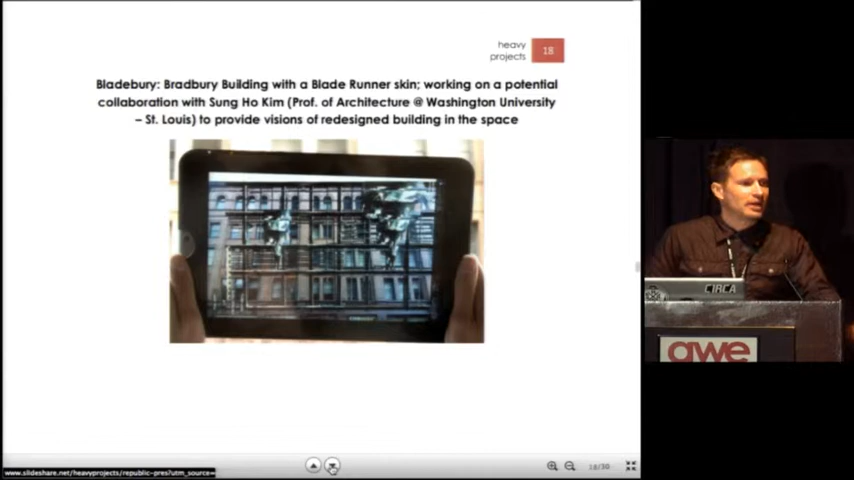 heavy
projects
18
Bladebury: Bradbury Building with a Blade Runner skin; working on a potential
collaboration with Sung Ho Kim (Prof. of Architecture @ Washington University
– St. Louis) to provide visions of redesigned building in the space
CIRCA
awe
www.slideshare.net/heavyprojects/republic-pres?utm_source=
18/30